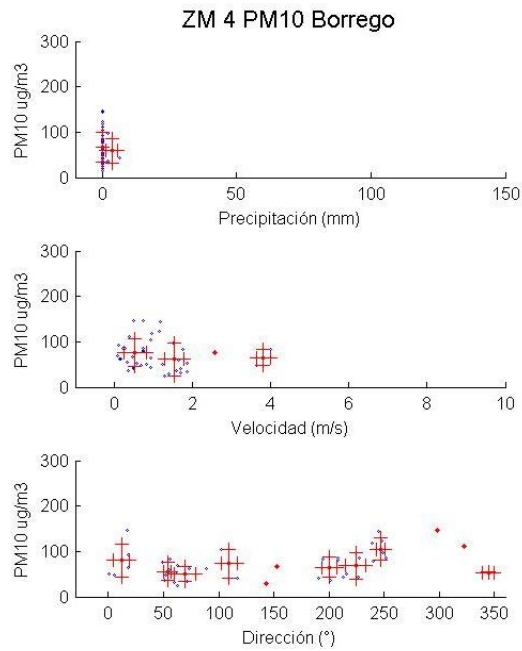 ZM 4 PM10 Borrego
300
200
100
0
PM10 ug/m3
0 50 100 150
Precipitación (mm)
300
200
100
0
PM10 ug/m3
0 2 4 6 8 10
Velocidad (m/s)
300
200
100
0
PM10 ug/m3
0 50 100 150 200 250 300 350
Dirección (°)